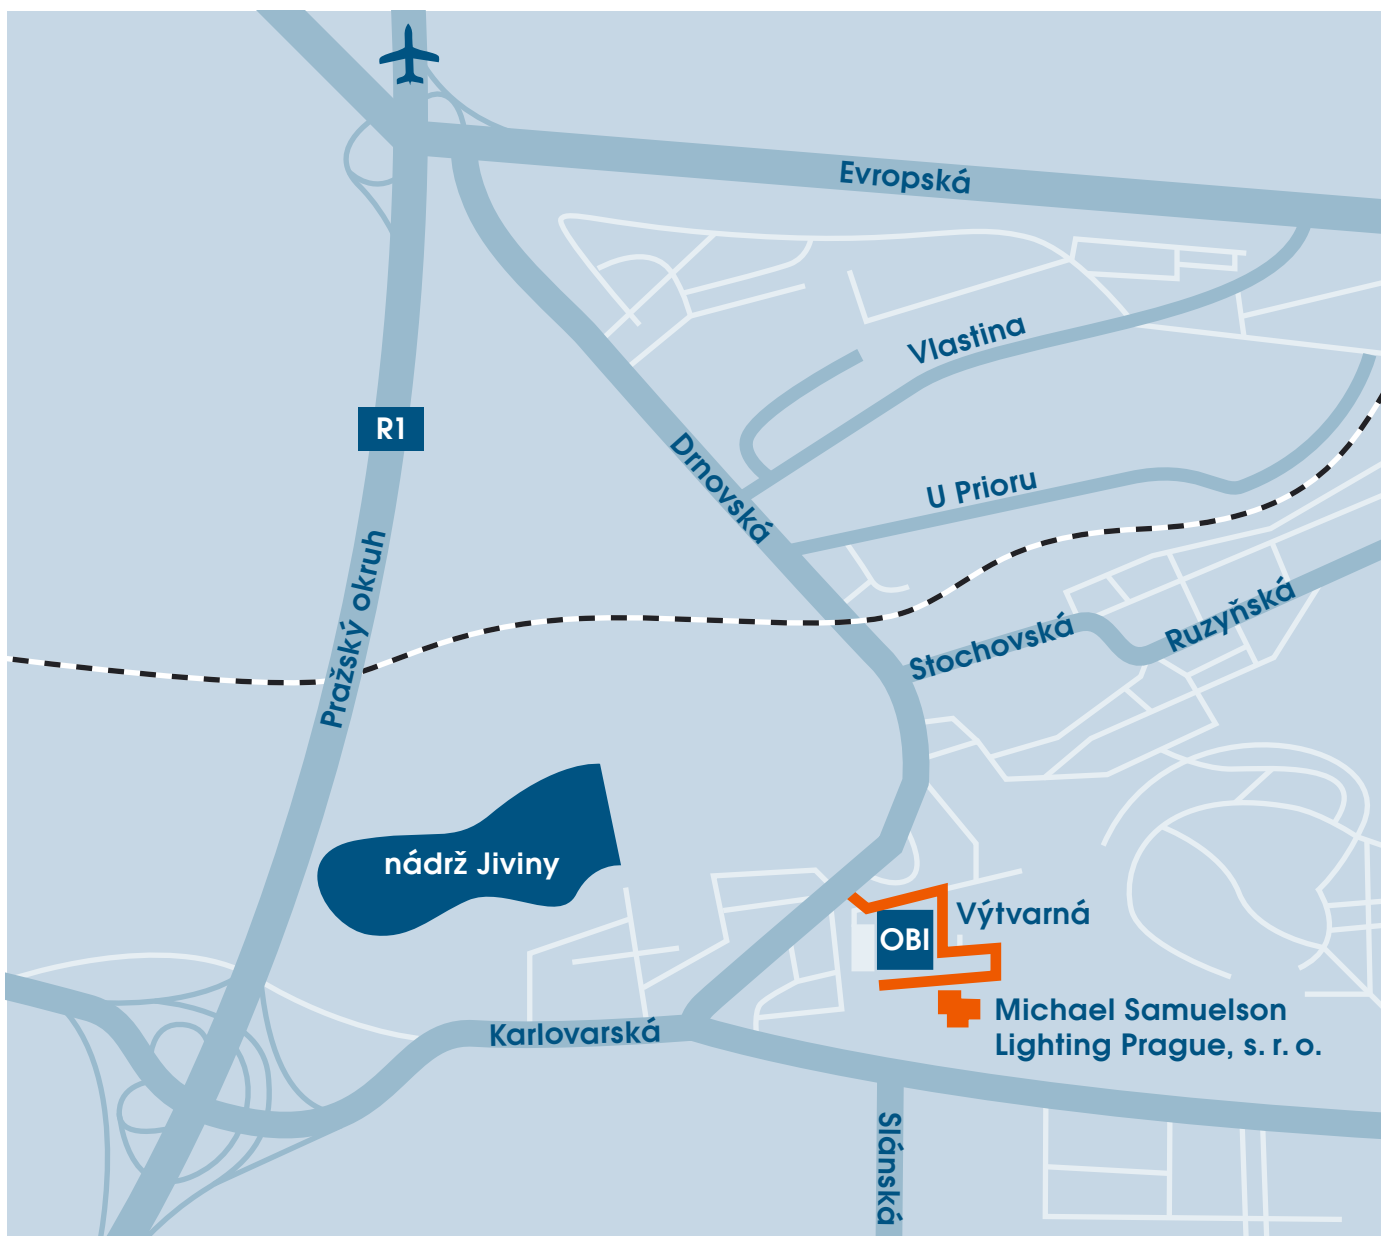 Evropská
Vlastina
R1
Drnovská
U Prioru
Pražský okruh
Stochovská
Ruzyňská
nádrž Jiviny
Výtvarná
OBI
Michael Samuelson
Lighting Prague, s. r. o.
Karlovarská
Slánská